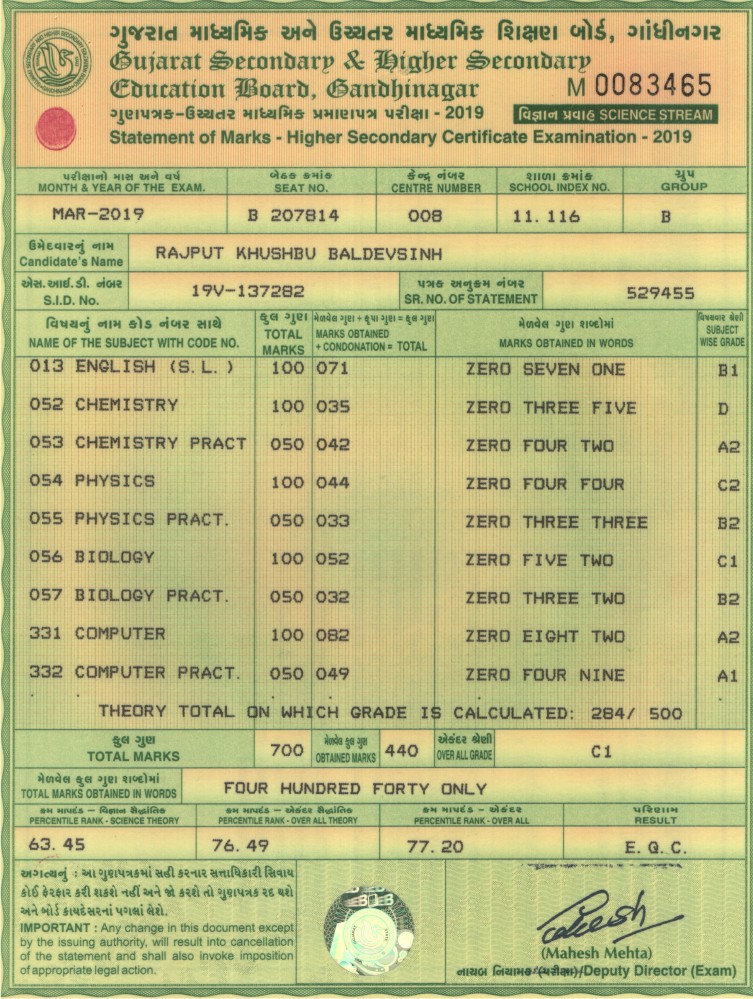 ગુજરાત માધ્યમિક અને ઉચ્ચતર માધ્યમિક શિક્ષણ બોર્ડ, ગાંધીનગર
Gujarat Secondary & Higher Secondary
Education Board, Gandhinagar
M 0083465
ગુણપત્રક-ઉચ્ચતર માધ્યમિક પ્રમાણપત્ર પરીક્ષા - 2019 વિજ્ઞાન પ્રવાહ SCIENCE STREAM
Statement of Marks - Higher Secondary Certificate Examination - 2019
પરીક્ષાનો માસ અને વર્ષ બેઠક ક્રમાંક કેન્દ્ર નંબર શાળા ક્રમાંક ગ્રુપ
MONTH & YEAR OF THE EXAM. SEAT NO. CENTRE NUMBER SCHOOL INDEX NO. GROUP
MAR-2019 B 207814 008 11.116 B
ઉમેદવારનું નામ
Candidate's Name RAJPUT KHUSHBU BALDEVSINH
એસ.આઈ.ડી. નંબર પત્રક અનુક્રમ નંબર
S.I.D. No. 19V-137282 SR. NO. OF STATEMENT 529455
વિષયનું નામ કોડ નંબર સાથે કુલ ગુણ મેળવેલ ગુણ + કૃપા ગુણ = કુલ ગુણ મેળવેલ ગુણ શબ્દોમાં વિષયવાર શ્રેણી
NAME OF THE SUBJECT WITH CODE NO. TOTAL MARKS MARKS OBTAINED + CONDONATION = TOTAL MARKS OBTAINED IN WORDS SUBJECT WISE GRADE
013 ENGLISH (S.L.) 100 071 ZERO SEVEN ONE B1
052 CHEMISTRY 100 035 ZERO THREE FIVE D
053 CHEMISTRY PRACT 050 042 ZERO FOUR TWO A2
054 PHYSICS 100 044 ZERO FOUR FOUR C2
055 PHYSICS PRACT. 050 033 ZERO THREE THREE B2
056 BIOLOGY 100 052 ZERO FIVE TWO C1
057 BIOLOGY PRACT. 050 032 ZERO THREE TWO B2
331 COMPUTER 100 082 ZERO EIGHT TWO A2
332 COMPUTER PRACT. 050 049 ZERO FOUR NINE A1
THEORY TOTAL ON WHICH GRADE IS CALCULATED: 284/ 500
કુલ ગુણ મેળવેલ કુલ ગુણ એકંદર શ્રેણી
TOTAL MARKS 700 OBTAINED MARKS 440 OVER ALL GRADE C1
મેળવેલ કુલ ગુણ શબ્દોમાં
TOTAL MARKS OBTAINED IN WORDS FOUR HUNDRED FORTY ONLY
ક્રમ માપદંડ – વિજ્ઞાન સૈદ્ધાંતિક ક્રમ માપદંડ – એકંદર સૈદ્ધાંતિક ક્રમ માપદંડ – એકંદર પરિણામ
PERCENTILE RANK - SCIENCE THEORY PERCENTILE RANK - OVER ALL THEORY PERCENTILE RANK - OVER ALL RESULT
63.45 76.49 77.20 E.Q.C.
અગત્યનું : આ ગુણપત્રકમાં સહી કરનાર સત્તાધિકારી સિવાય
કોઈ ફેરફાર કરી શકશે નહીં અને જો કરશે તો ગુણપત્રક રદ થશે
અને બોર્ડ કાયદેસરનાં પગલાં લેશે.
IMPORTANT : Any change in this document except
by the issuing authority, will result into cancellation
of the statement and shall also invoke imposition
of appropriate legal action.
(Mahesh Mehta)
નાયબ નિયામક (પરીક્ષા)/Deputy Director (Exam)